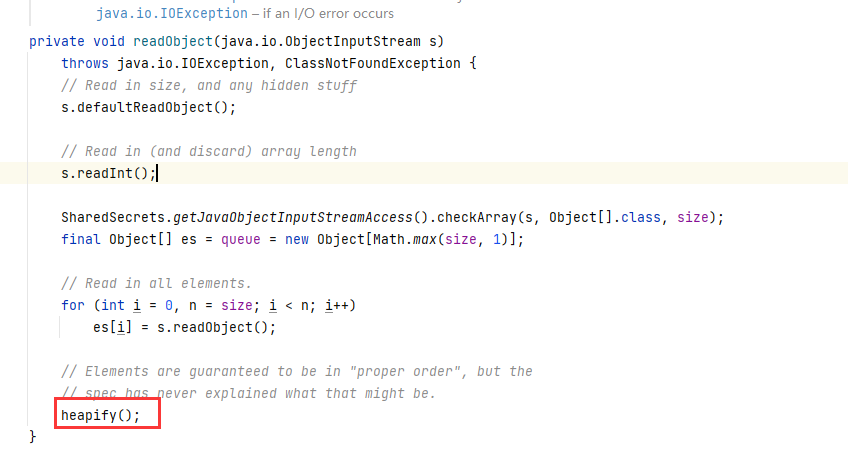 java.io.IOException – if an I/O error occurs
private void readObject(java.io.ObjectInputStream s)
throws java.io.IOException, ClassNotFoundException {
// Read in size, and any hidden stuff
s.defaultReadObject();
// Read in (and discard) array length
s.readInt();
SharedSecrets.getJavaObjectInputStreamAccess().checkArray(s, Object[].class, size);
final Object[] es = queue = new Object[Math.max(size, 1)];
// Read in all elements.
for (int i = 0, n = size; i < n; i++)
es[i] = s.readObject();
// Elements are guaranteed to be in "proper order", but the
// spec has never explained what that might be.
heapify();
}